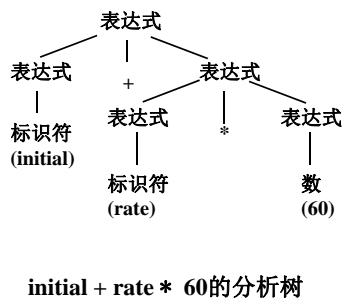 表达式
表达式 + 表达式
标识符 表达式 * 表达式
(initial)
标识符 数
(rate) (60)
initial + rate * 60的分析树